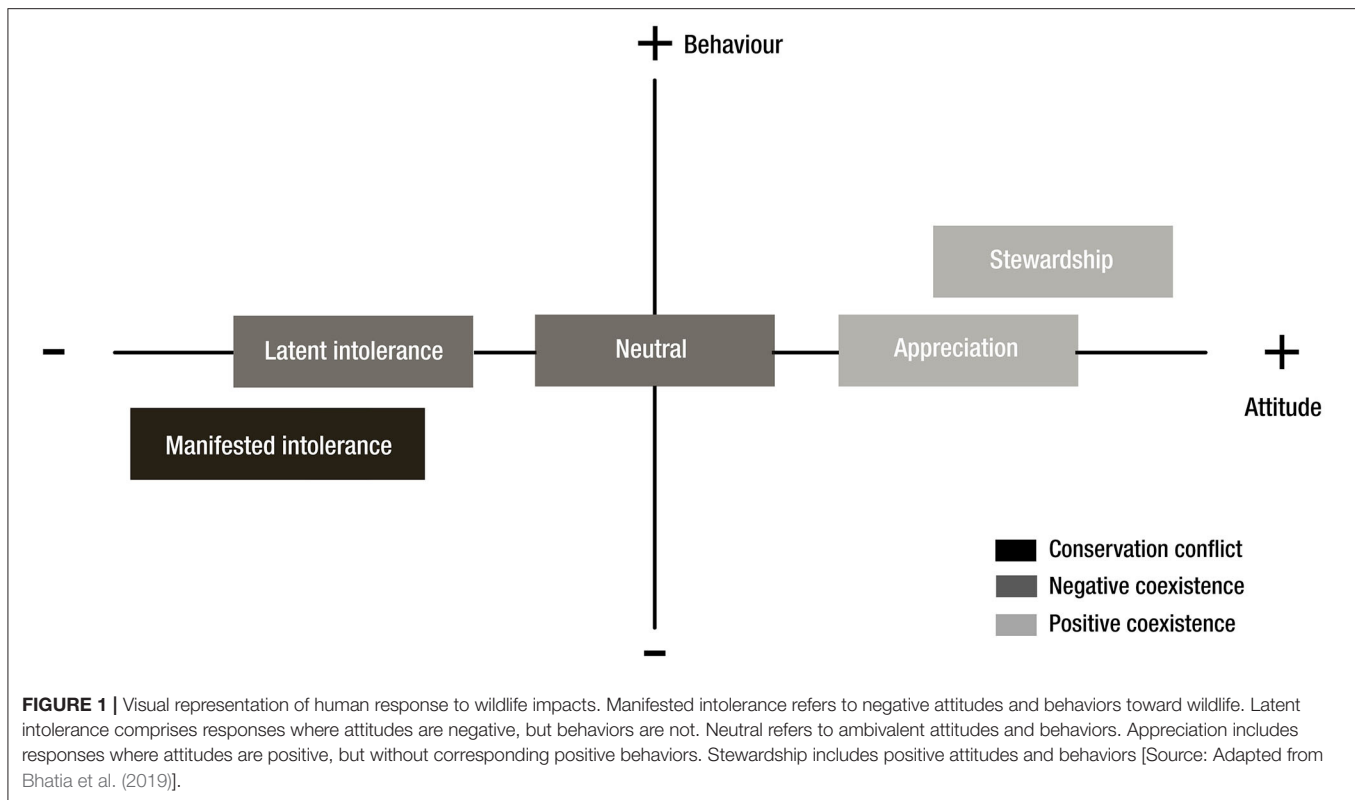 + Behaviour
Stewardship
- Latent intolerance Neutral Appreciation +
Attitude
Manifested intolerance
Conservation conflict
Negative coexistence
Positive coexistence
-
FIGURE 1 | Visual representation of human response to wildlife impacts. Manifested intolerance refers to negative attitudes and behaviors toward wildlife. Latent
intolerance comprises responses where attitudes are negative, but behaviors are not. Neutral refers to ambivalent attitudes and behaviors. Appreciation includes
responses where attitudes are positive, but without corresponding positive behaviors. Stewardship includes positive attitudes and behaviors [Source: Adapted from
Bhatia et al. (2019)].